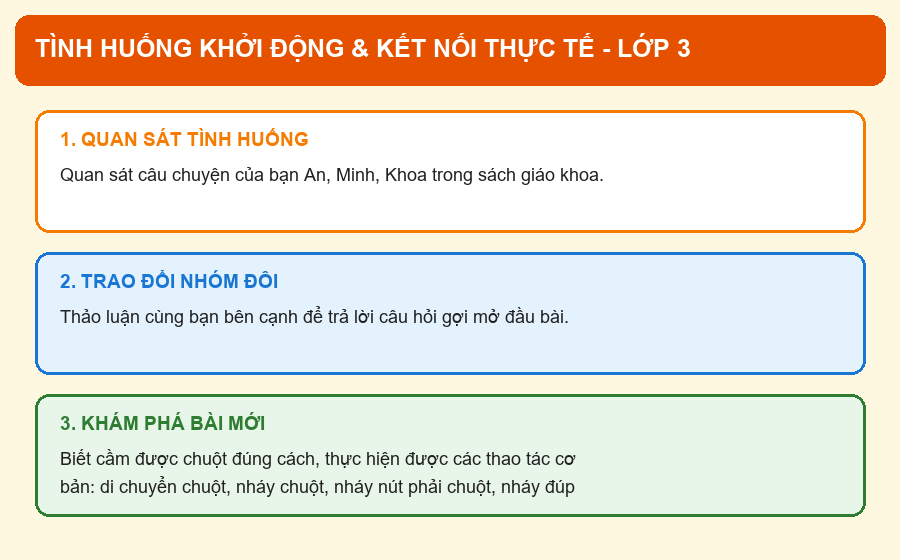 TÌNH HUỐNG KHỞI ĐỘNG & KẾT NỐI THỰC TẾ - LỚP 3
1. QUAN SÁT TÌNH HUỐNG
Quan sát câu chuyện của bạn An, Minh, Khoa trong sách giáo khoa.
2. TRAO ĐỔI NHÓM ĐÔI
Thảo luận cùng bạn bên cạnh để trả lời câu hỏi gợi mở đầu bài.
3. KHÁM PHÁ BÀI MỚI
Biết cầm được chuột đúng cách, thực hiện được các thao tác cơ
bản: di chuyển chuột, nháy chuột, nháy nút phải chuột, nháy đúp